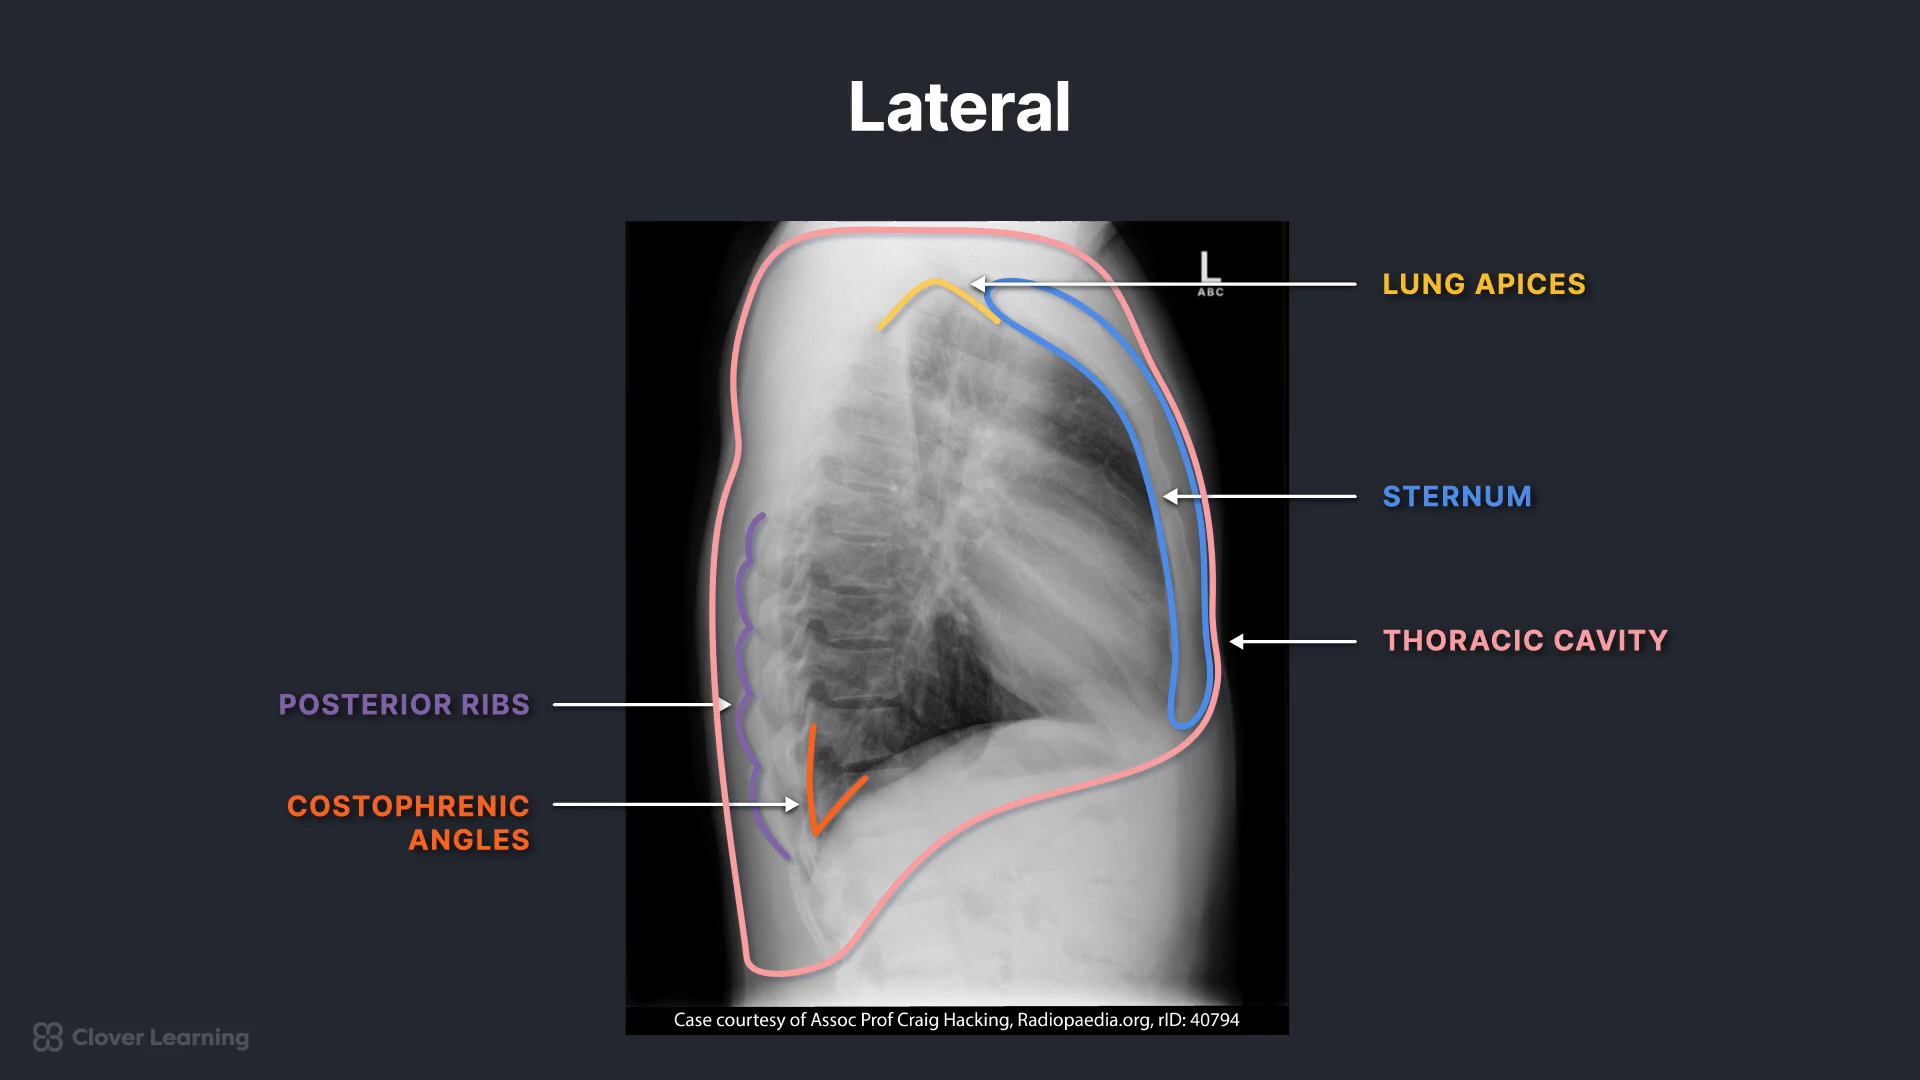 Lateral
L
ABC
LUNG APICES
STERNUM
THORACIC CAVITY
POSTERIOR RIBS
COSTOPHRENIC
ANGLES
Case courtesy of Assoc Prof Craig Hacking, Radiopaedia.org, rID: 40794
Clover Learning